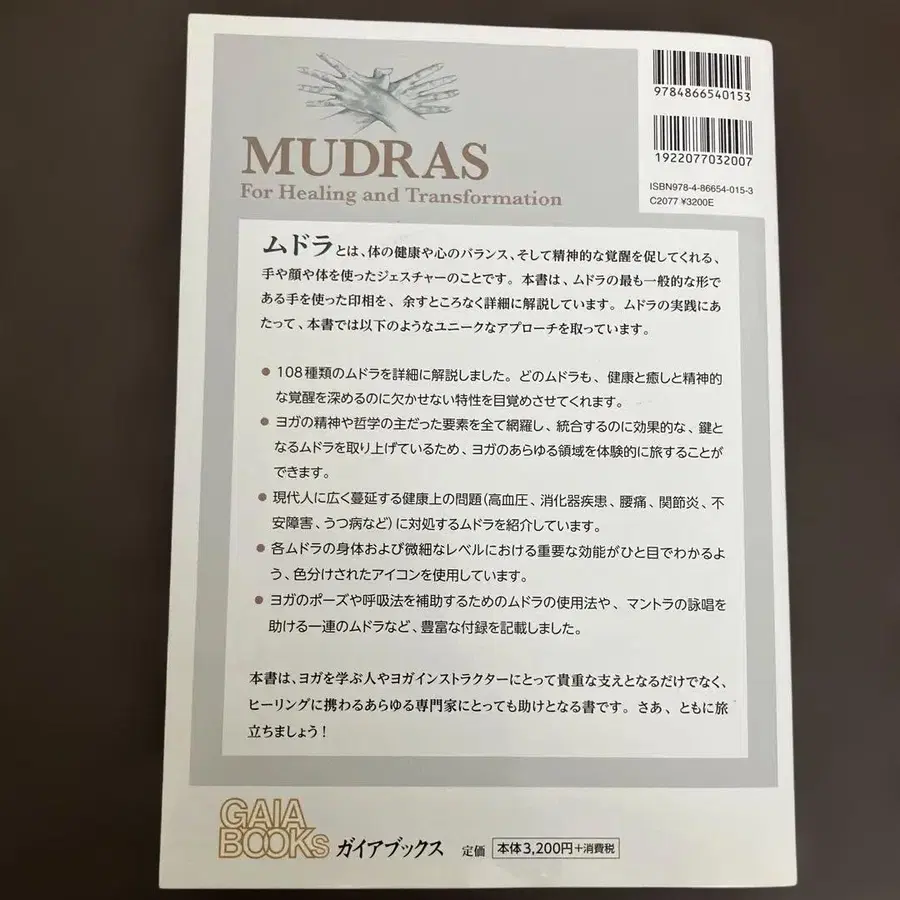 9784866540153
1922077032007
ISBN978-4-86654-015-3
C2077 ¥3200E
MUDRAS
For Healing and Transformation
ムドラとは、体の健康や心のバランス、そして精神的な覚醒を促してくれる、
手や顔や体を使ったジェスチャーのことです。本書は、ムドラの最も一般的な形で
ある手を使った印相を、余すところなく詳細に解説しています。ムドラの実践にあ
たって、本書では以下のようなユニークなアプローチを取っています。
● 108種類のムドラを詳細に解説しました。どのムドラも、健康と癒しと精神的
な覚醒を深めるのに欠かせない特性を目覚めさせてくれます。
● ヨガの精神や哲学の主だった要素を全て網羅し、統合するのに効果的な、鍵と
なるムドラを取り上げているため、ヨガのあらゆる領域を体験的に旅することが
できます。
● 現代人に広く蔓延する健康上の問題(高血圧、消化器疾患、腰痛、関節炎、不
安障害、うつ病など)に対処するムドラを紹介しています。
● 各ムドラの身体および微細なレベルにおける重要な効能がひと目でわかるよ
う、色分けされたアイコンを使用しています。
● ヨガのポーズや呼吸法を補助するためのムドラの使用法や、マントラの詠唱を
助ける一連のムドラなど、豊富な付録を記載しました。
本書は、ヨガを学ぶ人やヨガインストラクターにとって貴重な支えとなるだけでなく、
ヒーリングに携わるあらゆる専門家にとっても助けとなる書です。さあ、ともに旅
立ちましょう!
GAIA
BOOKs
ガイアブックス 定価 本体3,200円+消費税